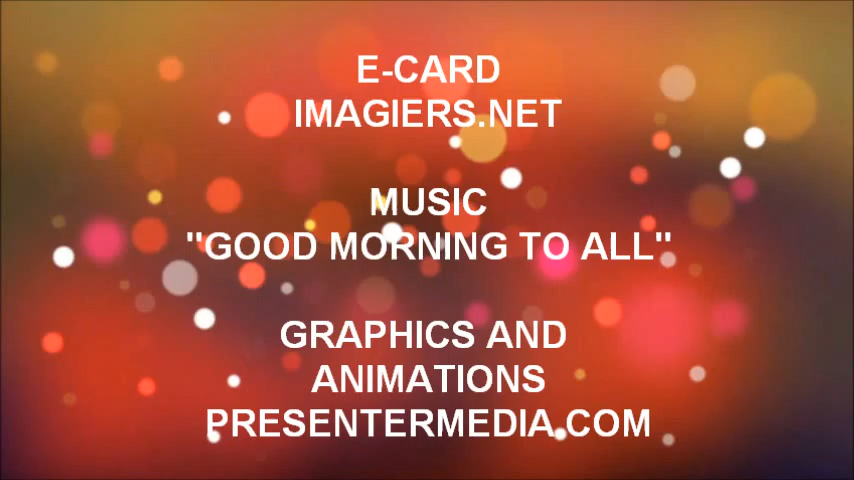 E-CARD
IMAGIERS.NET
MUSIC
"GOOD MORNING TO ALL"
GRAPHICS AND
ANIMATIONS
PRESENTERMEDIA.COM